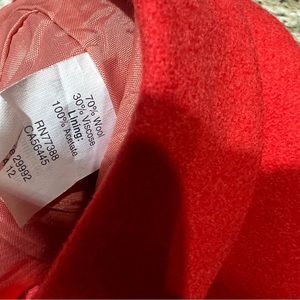 70% Wool
30% Viscose
Lining:
100% Acetate
RN77388
CA56445
29992
A 12